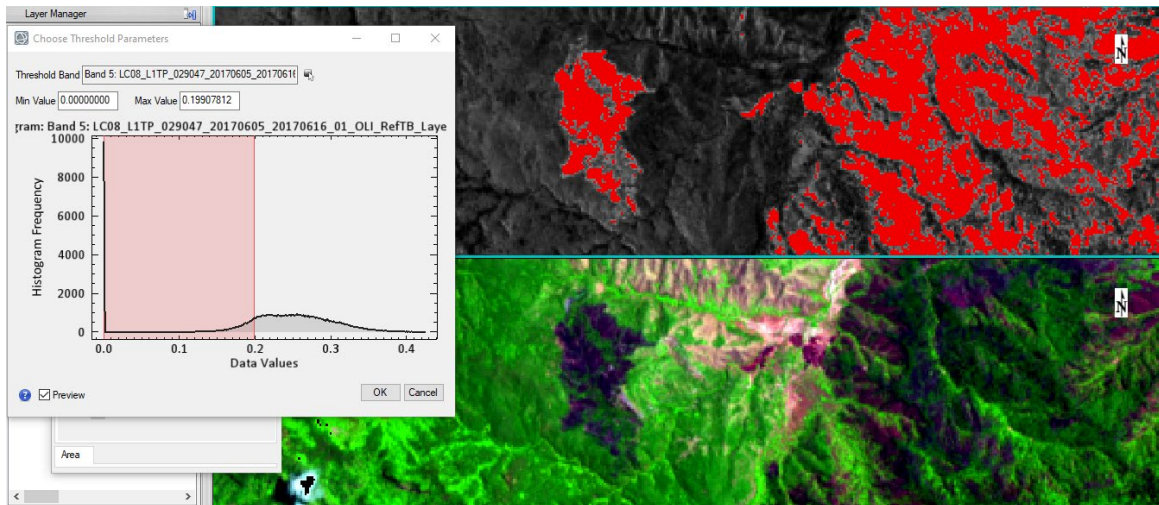 Layer Manager
Choose Threshold Parameters
Threshold Band Band 5: LC08_L1TP_029047_20170605_2017061
Min Value 0.00000000 Max Value 0.19907812
gram: Band 5: LC08_L1TP_029047_20170605_20170616_01_OLI_RefTB_Laye
10000
8000
6000
4000
2000
0
Histogram Frequency
0.0 0.1 0.2 0.3 0.4
Data Values
Preview OK Cancel
Area
N
N